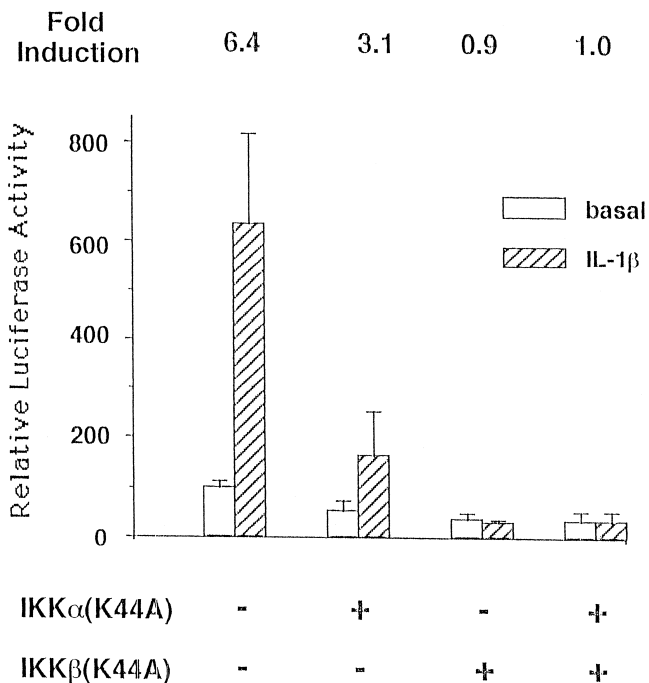 Fold
Induction 6.4 3.1 0.9 1.0
Relative Luciferase Activity
800
600
400
200
0
basal
IL-1β
IKKα(K44A) - + - +
IKKβ(K44A) - - + +